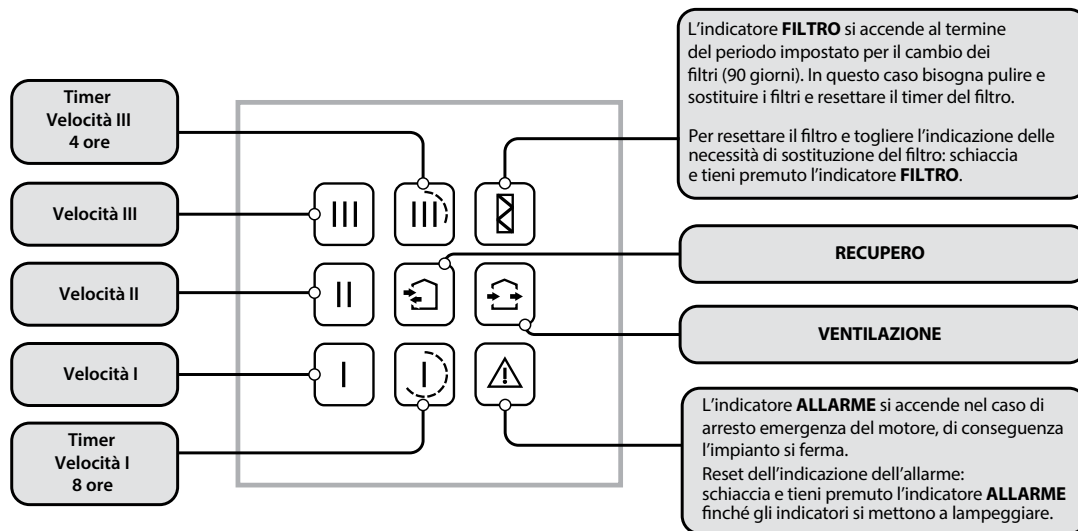 Timer
Velocità III
4 ore
Velocità III
Velocità II
Velocità I
Timer
Velocità I
8 ore
III
III
II
I
I
L'indicatore FILTRO si accende al termine
del periodo impostato per il cambio dei
filtri (90 giorni). In questo caso bisogna pulire e
sostituire i filtri e resettare il timer del filtro.
Per resettare il filtro e togliere l'indicazione delle
necessità di sostituzione del filtro: schiaccia
e tieni premuto l'indicatore FILTRO.
RECUPERO
VENTILAZIONE
L'indicatore ALLARME si accende nel caso di
arresto emergenza del motore, di conseguenza
l'impianto si ferma.
Reset dell'indicazione dell'allarme:
schiaccia e tieni premuto l'indicatore ALLARME
finché gli indicatori si mettono a lampeggiare.